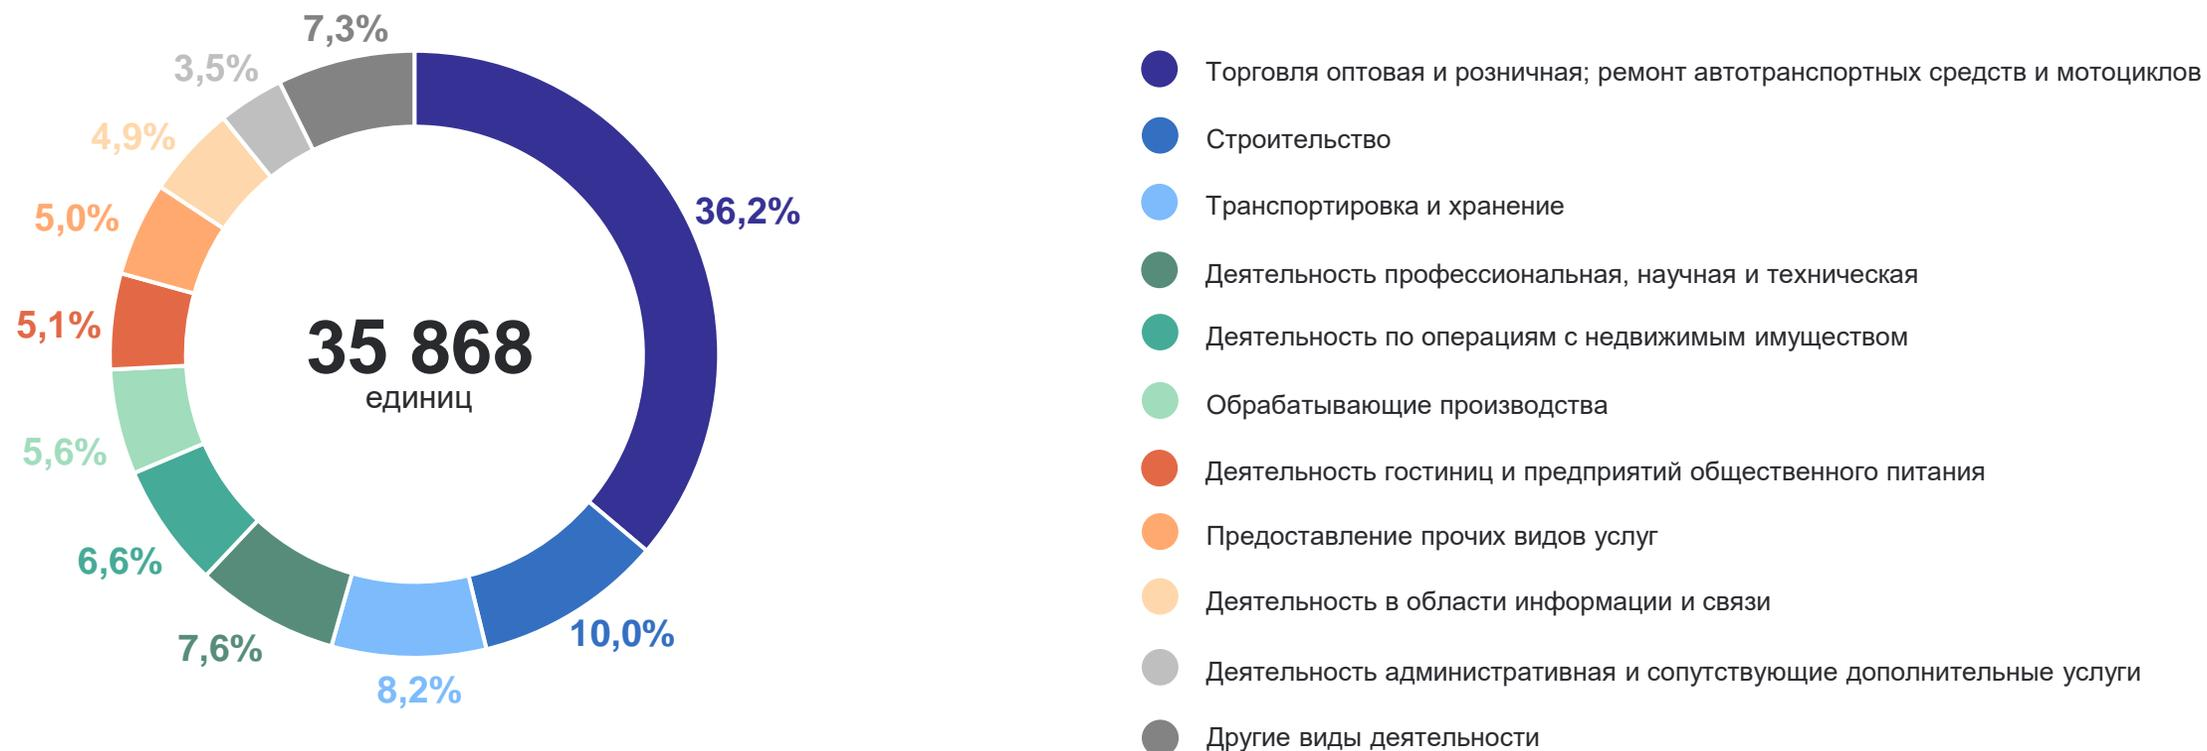 7,3%
3,5%
4,9%
5,0%
5,1%
5,6%
6,6%
7,6%
8,2%
10,0%
36,2%
35 868
единиц
Торговля оптовая и розничная; ремонт автотранспортных средств и мотоциклов
Строительство
Транспортировка и хранение
Деятельность профессиональная, научная и техническая
Деятельность по операциям с недвижимым имуществом
Обрабатывающие производства
Деятельность гостиниц и предприятий общественного питания
Предоставление прочих видов услуг
Деятельность в области информации и связи
Деятельность административная и сопутствующие дополнительные услуги
Другие виды деятельности